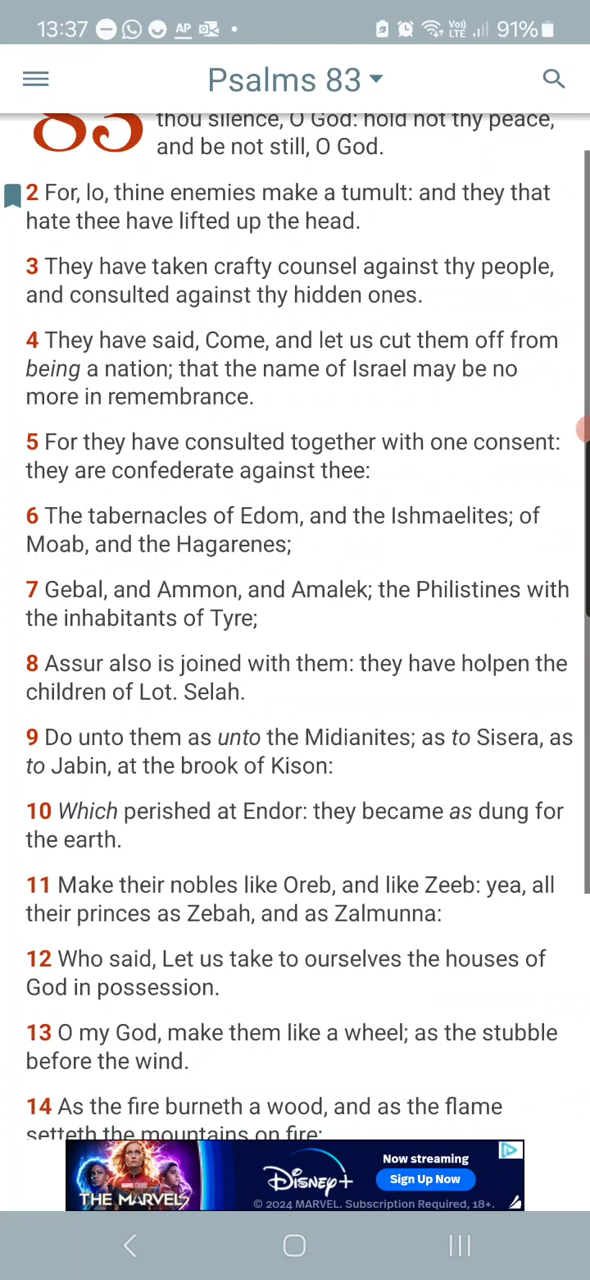 13:37 AP Vo)) LTE 91%
Psalms 83
83 thou silence, O God: hold not thy peace,
and be not still, O God.
2 For, lo, thine enemies make a tumult: and they that
hate thee have lifted up the head.
3 They have taken crafty counsel against thy people,
and consulted against thy hidden ones.
4 They have said, Come, and let us cut them off from
being a nation; that the name of Israel may be no
more in remembrance.
5 For they have consulted together with one consent:
they are confederate against thee:
6 The tabernacles of Edom, and the Ishmaelites; of
Moab, and the Hagarenes;
7 Gebal, and Ammon, and Amalek; the Philistines with
the inhabitants of Tyre;
8 Assur also is joined with them: they have holpen the
children of Lot. Selah.
9 Do unto them as unto the Midianites; as to Sisera, as
to Jabin, at the brook of Kison:
10 Which perished at Endor: they became as dung for
the earth.
11 Make their nobles like Oreb, and like Zeeb: yea, all
their princes as Zebah, and as Zalmunna:
12 Who said, Let us take to ourselves the houses of
God in possession.
13 O my God, make them like a wheel; as the stubble
before the wind.
14 As the fire burneth a wood, and as the flame
setteth the mountains on fire;
THE MARVELS
Disney+
Now streaming
Sign Up Now
© 2024 MARVEL. Subscription Required, 18+.